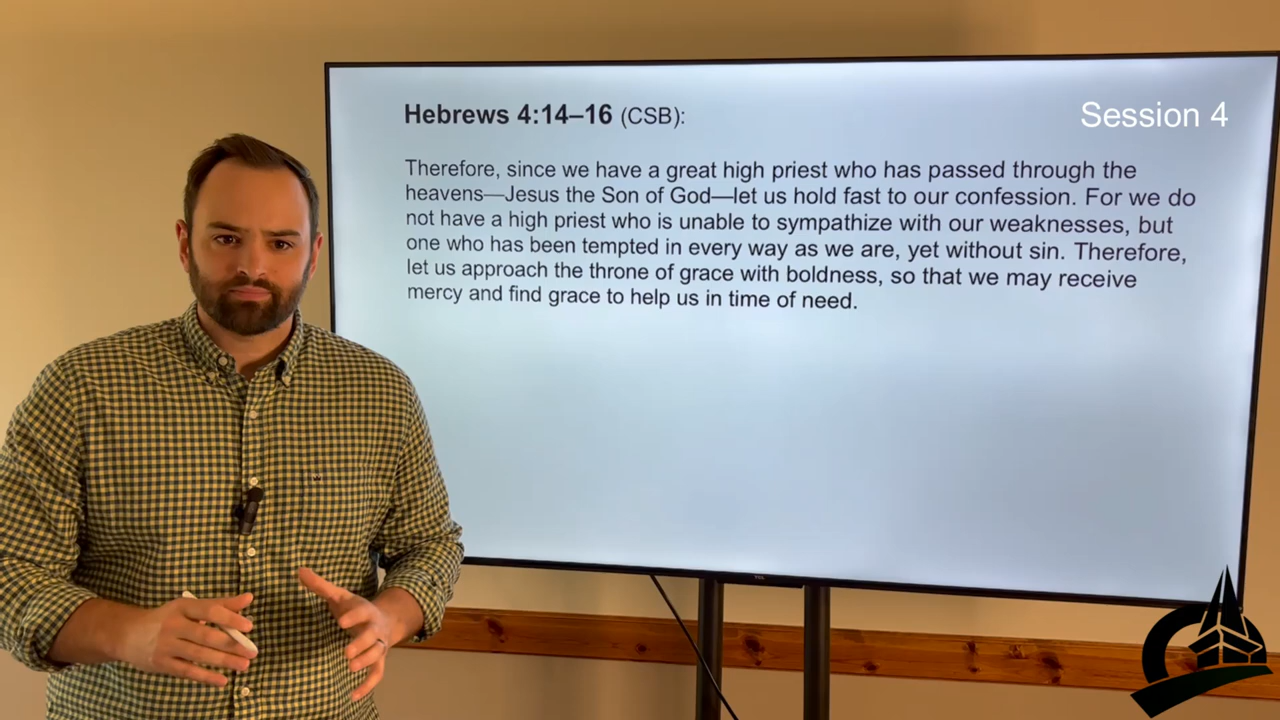 Hebrews 4:14–16 (CSB):
Session 4
Therefore, since we have a great high priest who has passed through the
heavens—Jesus the Son of God—let us hold fast to our confession. For we do
not have a high priest who is unable to sympathize with our weaknesses, but
one who has been tempted in every way as we are, yet without sin. Therefore,
let us approach the throne of grace with boldness, so that we may receive
mercy and find grace to help us in time of need.
TCL